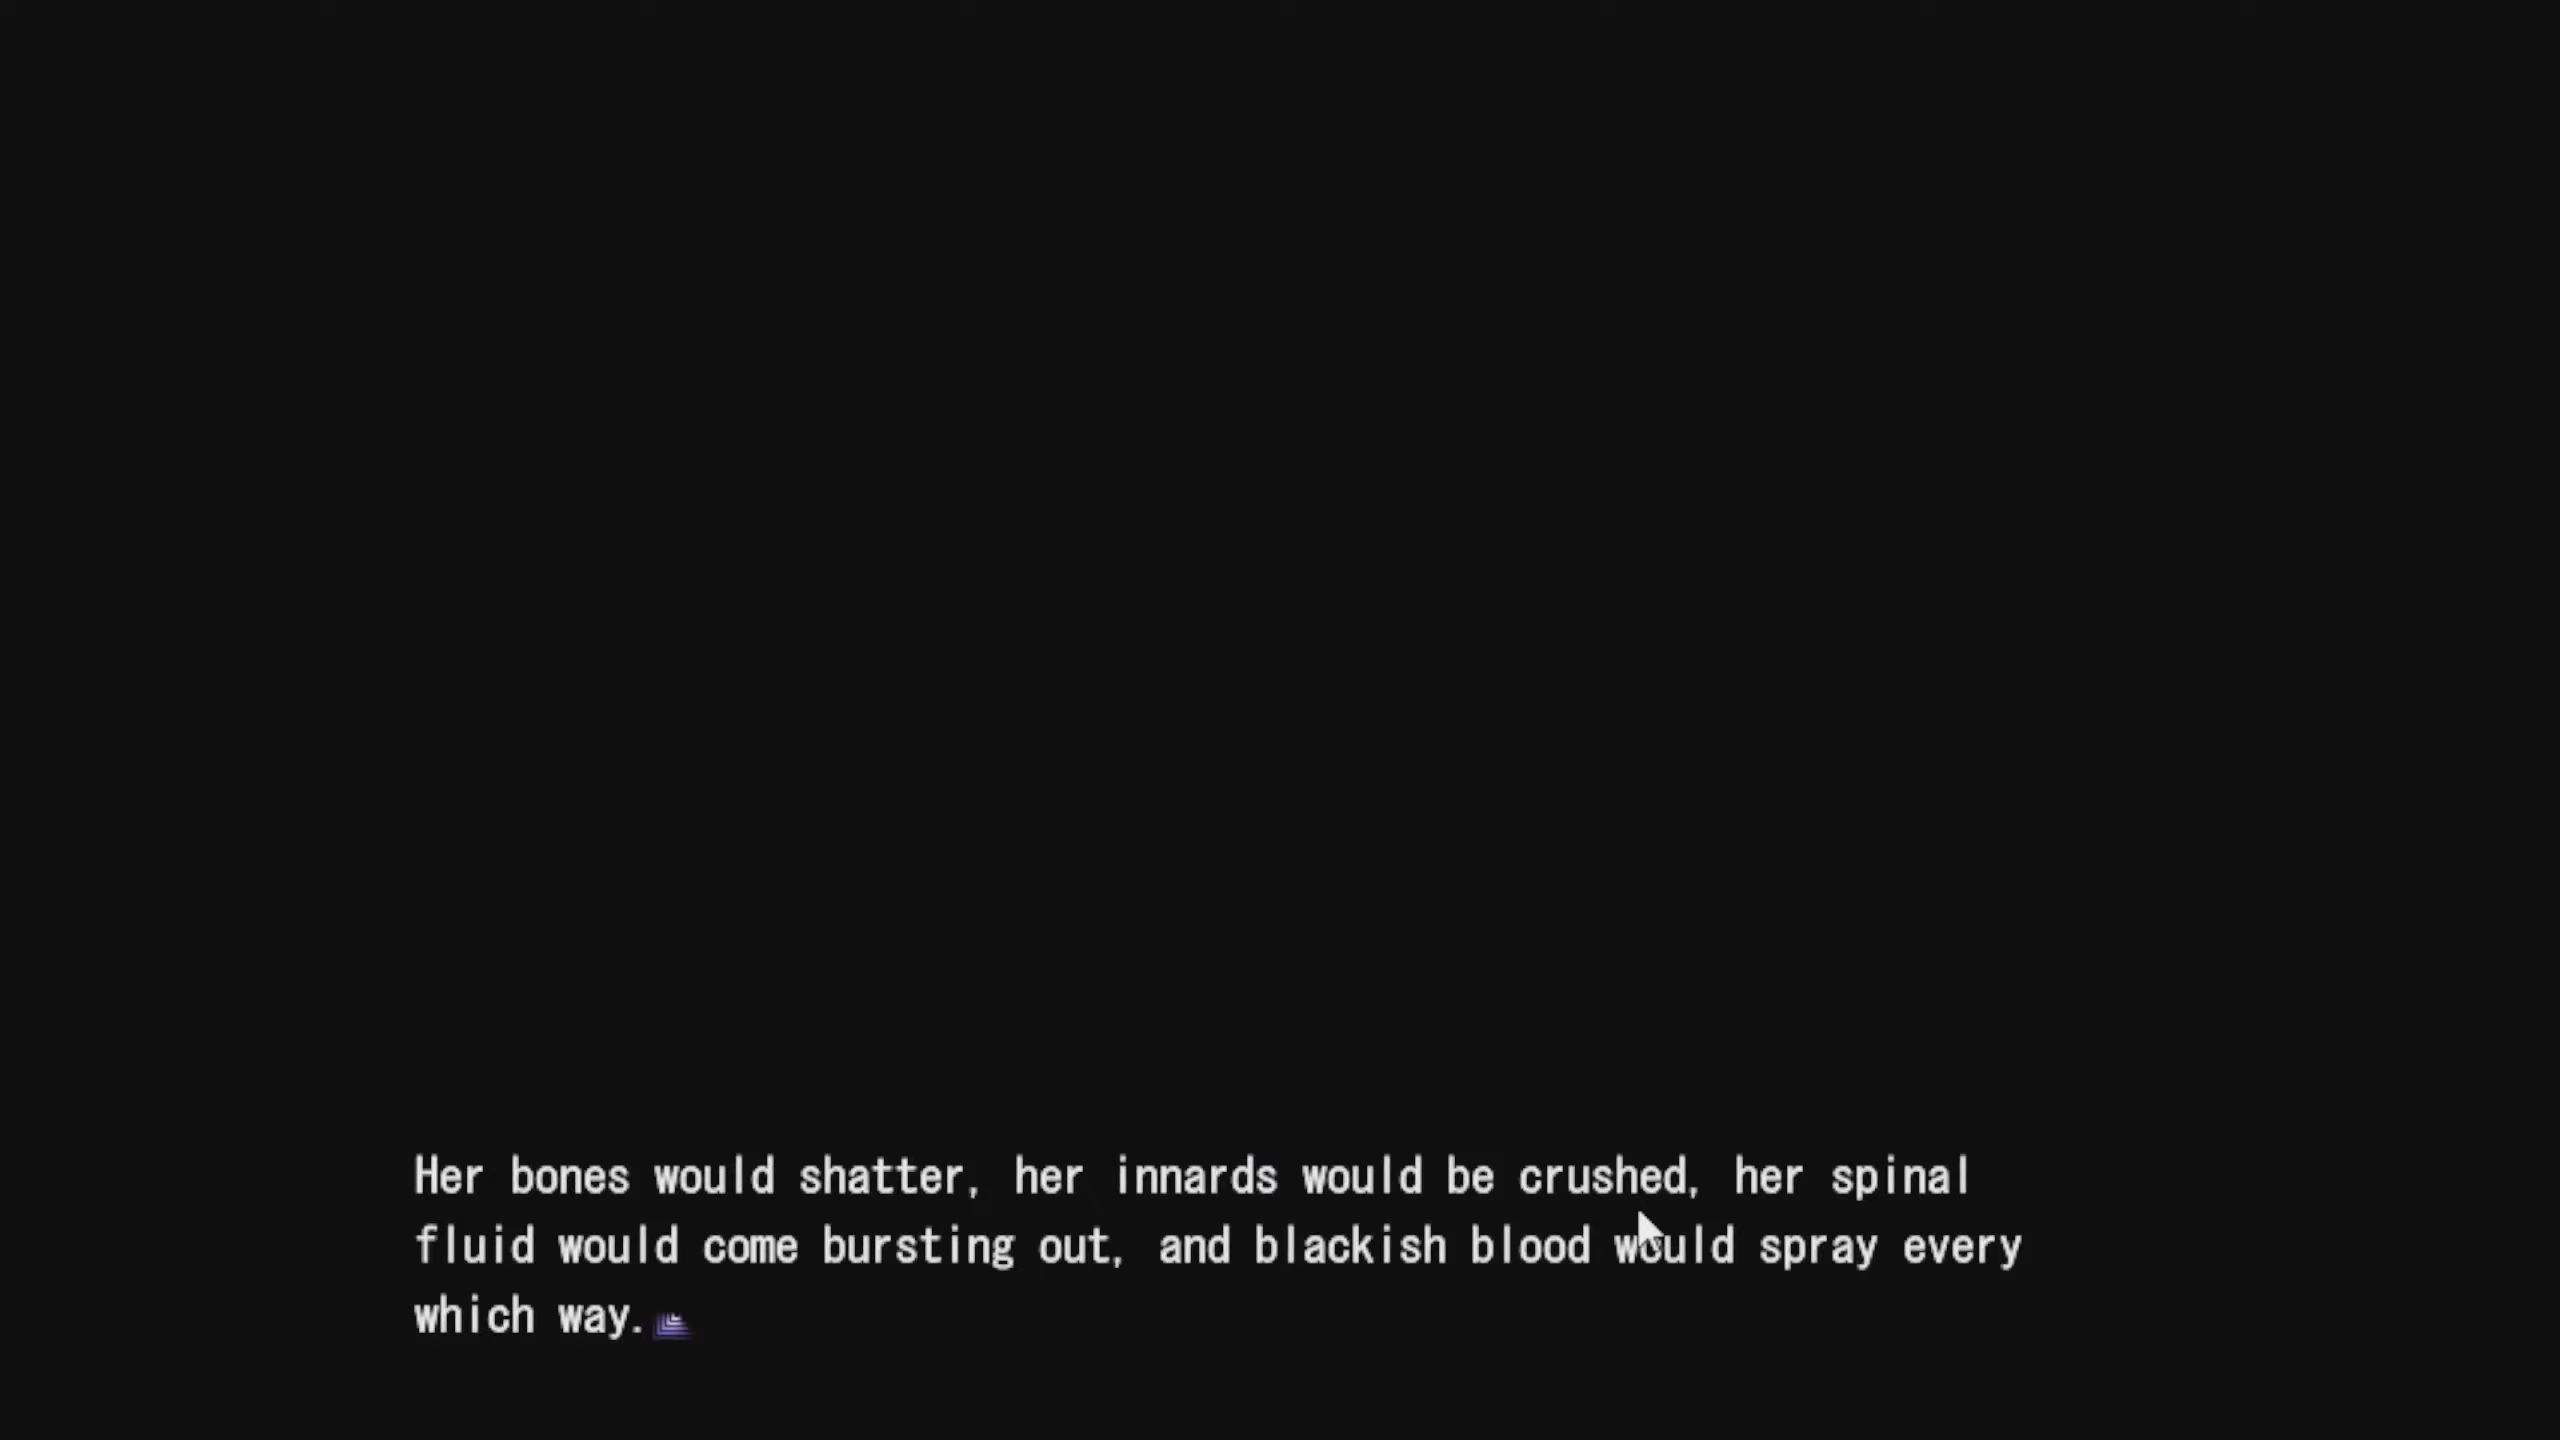 Her bones would shatter, her innards would be crushed, her spinal
fluid would come bursting out, and blackish blood would spray every
which way.